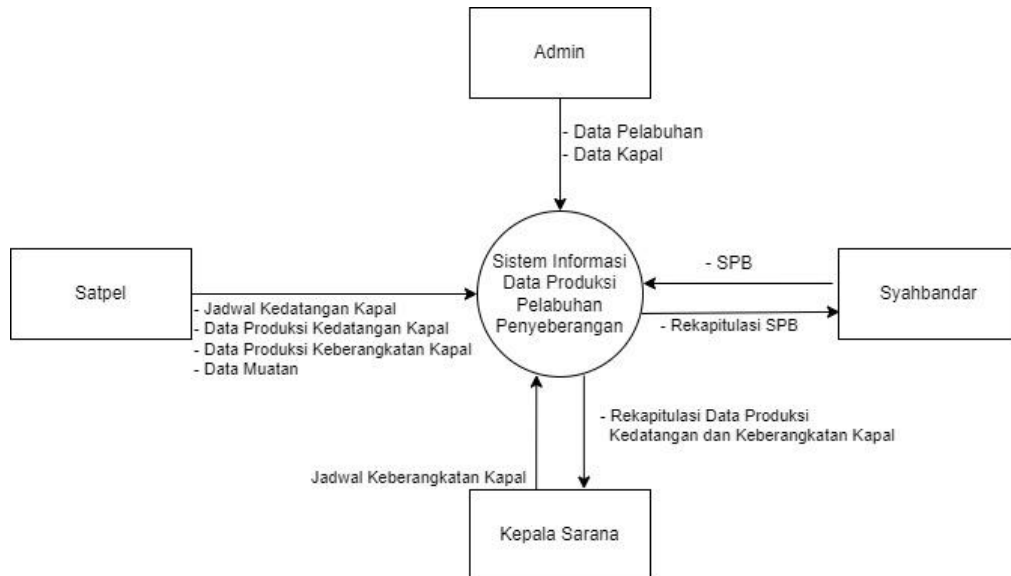 Admin
- Data Pelabuhan
- Data Kapal
Satpel
- Jadwal Kedatangan Kapal
- Data Produksi Kedatangan Kapal
- Data Produksi Keberangkatan Kapal
- Data Muatan
Sistem Informasi
Data Produksi
Pelabuhan
Penyeberangan
- SPB
- Rekapitulasi SPB
Syahbandar
- Rekapitulasi Data Produksi
Kedatangan dan Keberangkatan Kapal
Jadwal Keberangkatan Kapal
Kepala Sarana